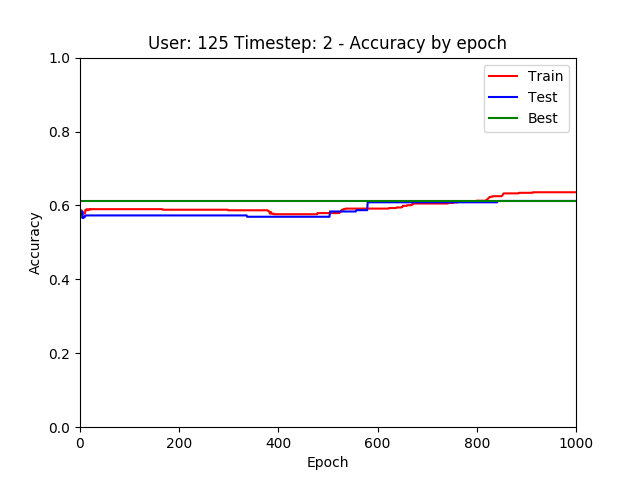 User: 125 Timestep: 2 - Accuracy by epoch
1.0
0.8
0.6
0.4
0.2
0.0
Accuracy
Train
Test
Best
0 200 400 600 800 1000
Epoch